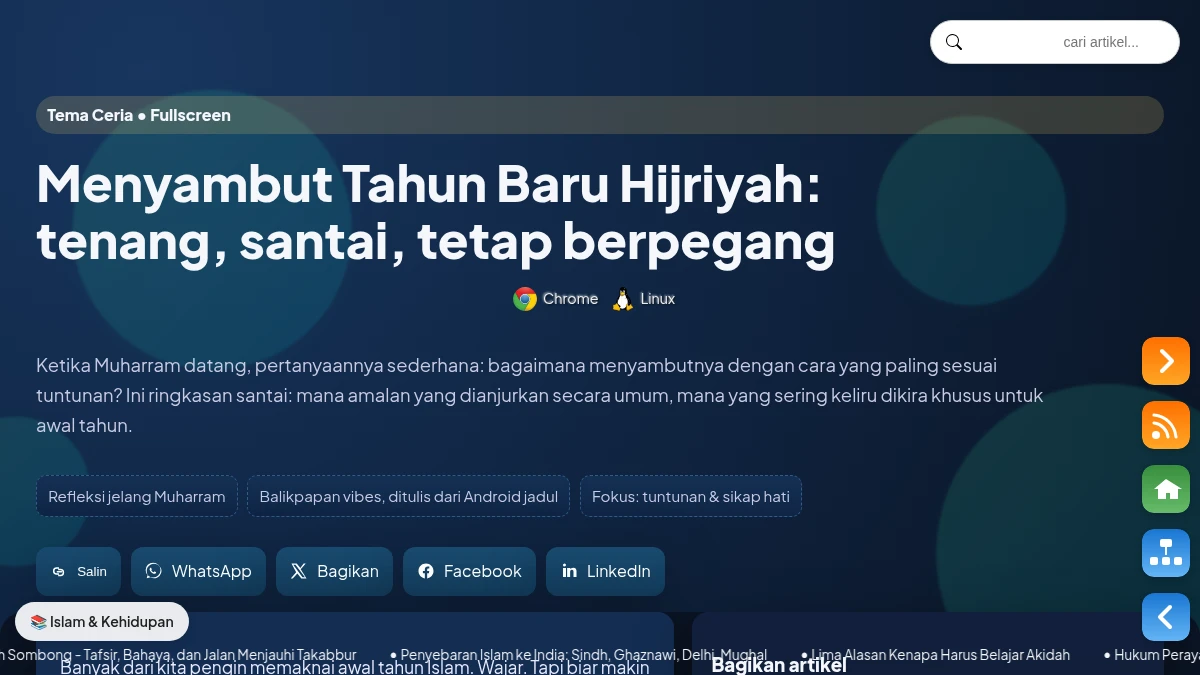 cari artikel...
Tema Ceria • Fullscreen
Menyambut Tahun Baru Hijriyah:
tenang, santai, tetap berpegang
Chrome Linux
Ketika Muharram datang, pertanyaannya sederhana: bagaimana menyambutnya dengan cara yang paling sesuai
tuntunan? Ini ringkasan santai: mana amalan yang dianjurkan secara umum, mana yang sering keliru dikira khusus untuk
awal tahun.
Refleksi jelang Muharram
Balikpapan vibes, ditulis dari Android jadul
Fokus: tuntunan & sikap hati
Salin
WhatsApp
Bagikan
Facebook
LinkedIn
📚 Islam & Kehidupan
Sombong - Tafsir, Bahaya, dan Jalan Menjauhi Takabbur • Penyebaran Islam ke India: Sindh, Ghaznawi, Delhi, Mughal • Lima Alasan Kenapa Harus Belajar Akidah • Hukum
Banyak dari kita pengin memaknai awal tahun Islam. Wajar. Tapi biar makin
Bagikan artikel